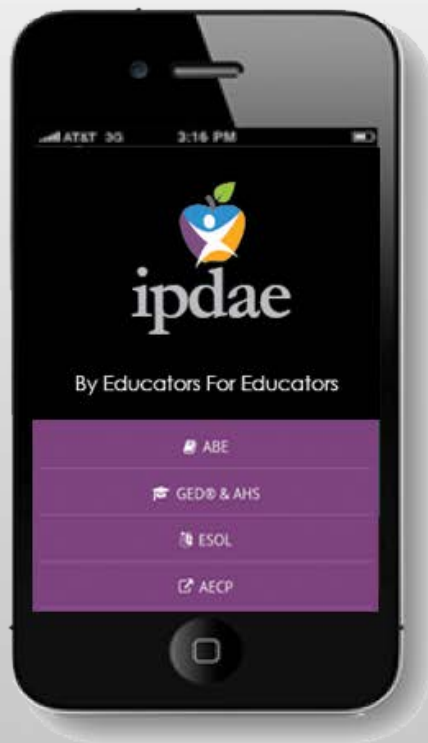 AT&T 3G 3:16 PM
ipdae
By Educators For Educators
ABE
GED® & AHS
ESOL
AECP